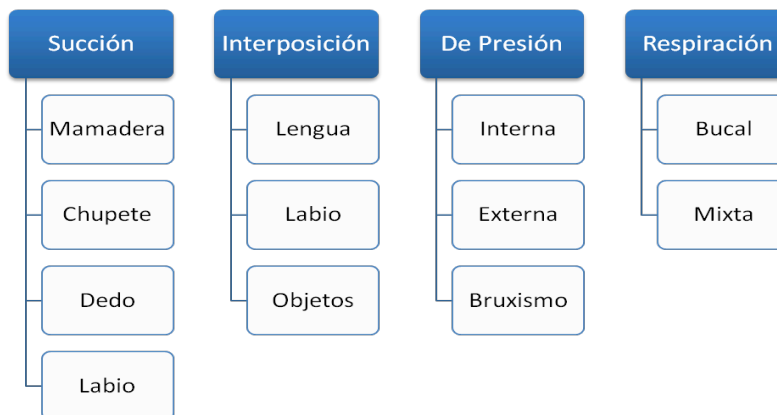 Succión
Mamadera
Chupete
Dedo
Labio
Interposición
Lengua
Labio
Objetos
De Presión
Interna
Externa
Bruxismo
Respiración
Bucal
Mixta